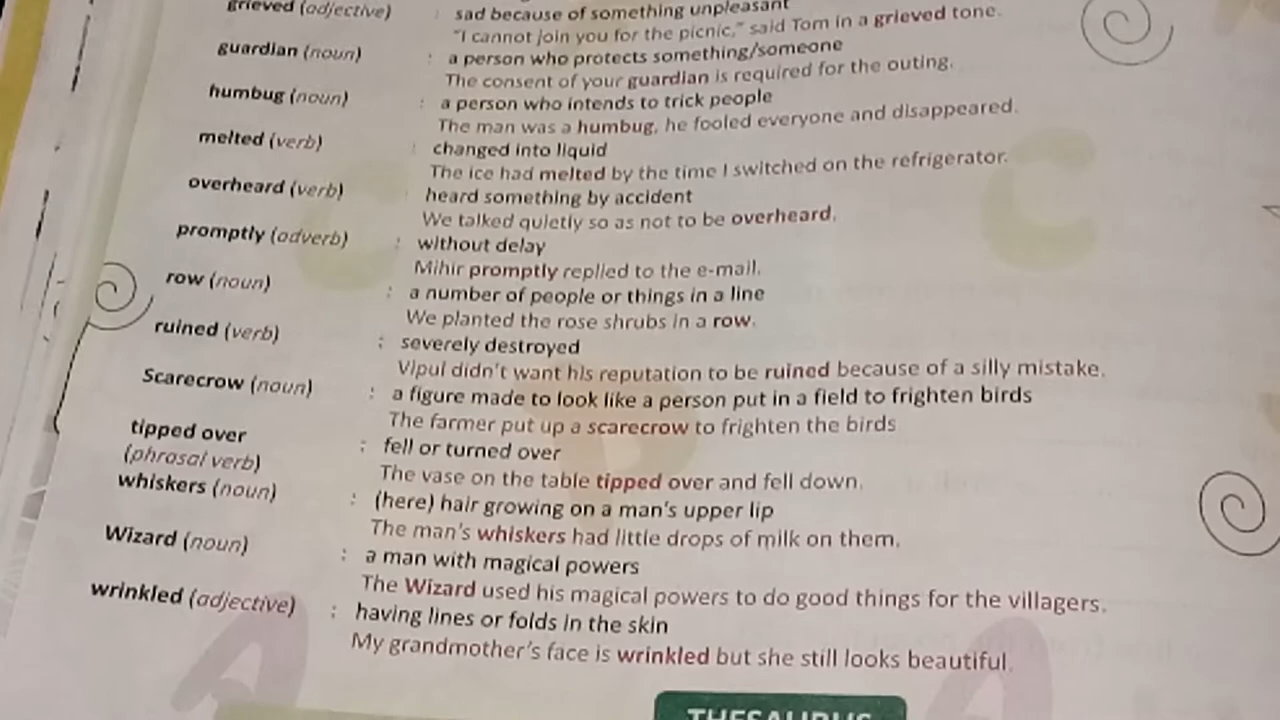 grieved (adjective) : sad because of something unpleasant
"I cannot join you for the picnic," said Tom in a grieved tone.
guardian (noun) : a person who protects something/someone
The consent of your guardian is required for the outing.
humbug (noun) : a person who intends to trick people
The man was a humbug, he fooled everyone and disappeared.
melted (verb) : changed into liquid
The ice had melted by the time I switched on the refrigerator.
overheard (verb) heard something by accident
We talked quietly so as not to be overheard.
promptly (adverb) : without delay
Mihir promptly replied to the e-mail.
row (noun) : a number of people or things in a line
We planted the rose shrubs in a row.
ruined (verb) : severely destroyed
Vipul didn't want his reputation to be ruined because of a silly mistake.
Scarecrow (noun) : a figure made to look like a person put in a field to frighten birds
The farmer put up a scarecrow to frighten the birds
tipped over : fell or turned over
(phrasal verb) The vase on the table tipped over and fell down.
whiskers (noun) : (here) hair growing on a man's upper lip
The man's whiskers had little drops of milk on them.
Wizard (noun) : a man with magical powers
The Wizard used his magical powers to do good things for the villagers.
wrinkled (adjective) : having lines or folds in the skin
My grandmother's face is wrinkled but she still looks beautiful.
THESAURUS